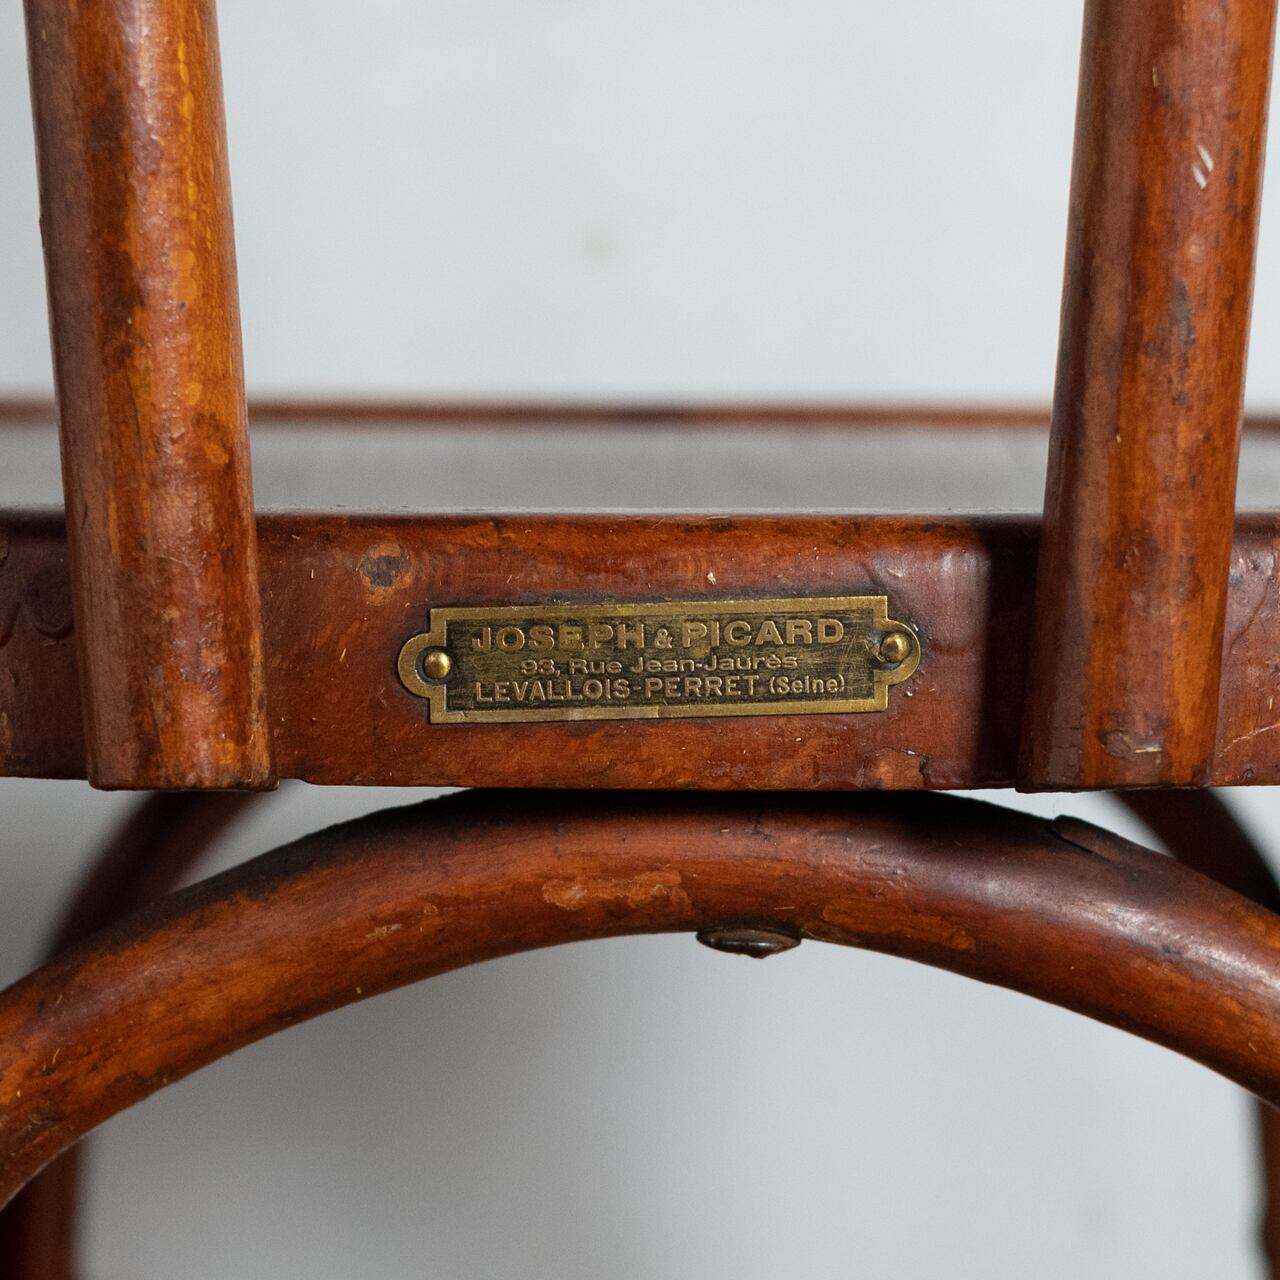 JOSEPH & PICARD
93, Rue Jean-Jaurès
LEVALLOIS-PERRET (Seine)